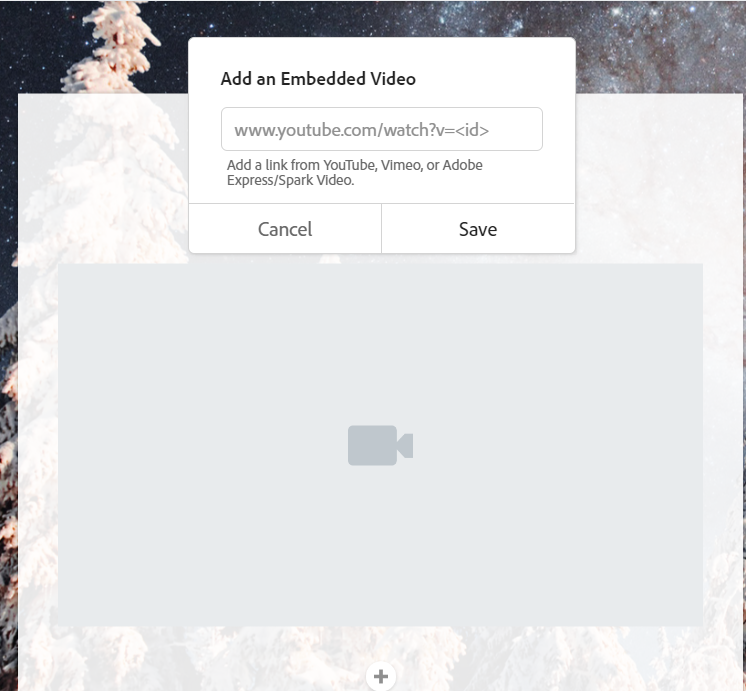 Add an Embedded Video
www.youtube.com/watch?v=<id>
Add a link from YouTube, Vimeo, or Adobe
Express/Spark Video.
Cancel
Save